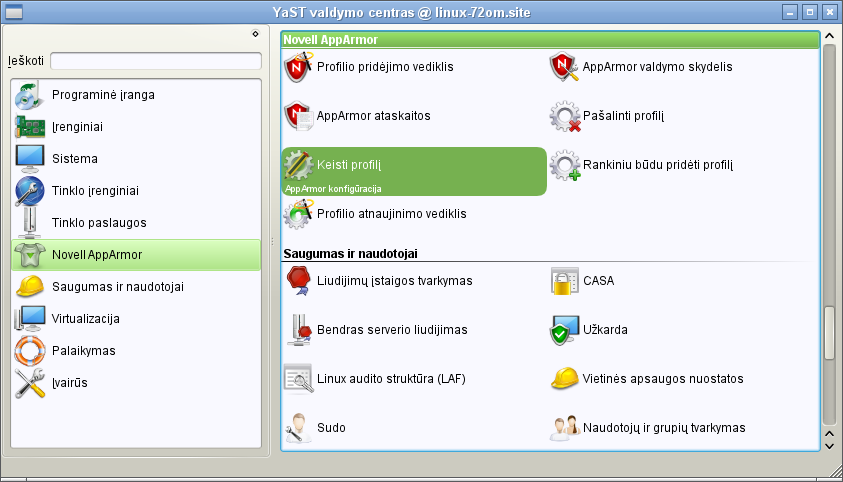 YaST valdymo centras @ linux-72om.site
Ieškoti
Programinė įranga
Įrenginiai
Sistema
Tinklo įrenginiai
Tinklo paslaugos
Novell AppArmor
Saugumas ir naudotojai
Virtualizacija
Palaikymas
Įvairūs
Novell AppArmor
Profilio pridėjimo vediklis
AppArmor valdymo skydelis
AppArmor ataskaitos
Pašalinti profilį
Keisti profilį
AppArmor konfigūracija
Rankiniu būdu pridėti profilį
Profilio atnaujinimo vediklis
Saugumas ir naudotojai
Liudijimų įstaigos tvarkymas
CASA
Bendras serverio liudijimas
Užkarda
Linux audito struktūra (LAF)
Vietinės apsaugos nuostatos
Sudo
Naudotojų ir grupių tvarkymas